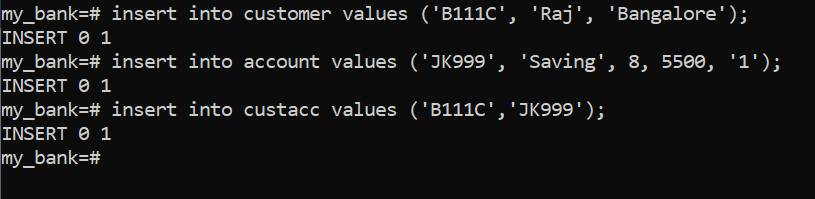 my_bank=# insert into customer values ('B111C', 'Raj', 'Bangalore');
INSERT 0 1
my_bank=# insert into account values ('JK999', 'Saving', 8, 5500, '1');
INSERT 0 1
my_bank=# insert into custacc values ('B111C','JK999');
INSERT 0 1
my_bank=#